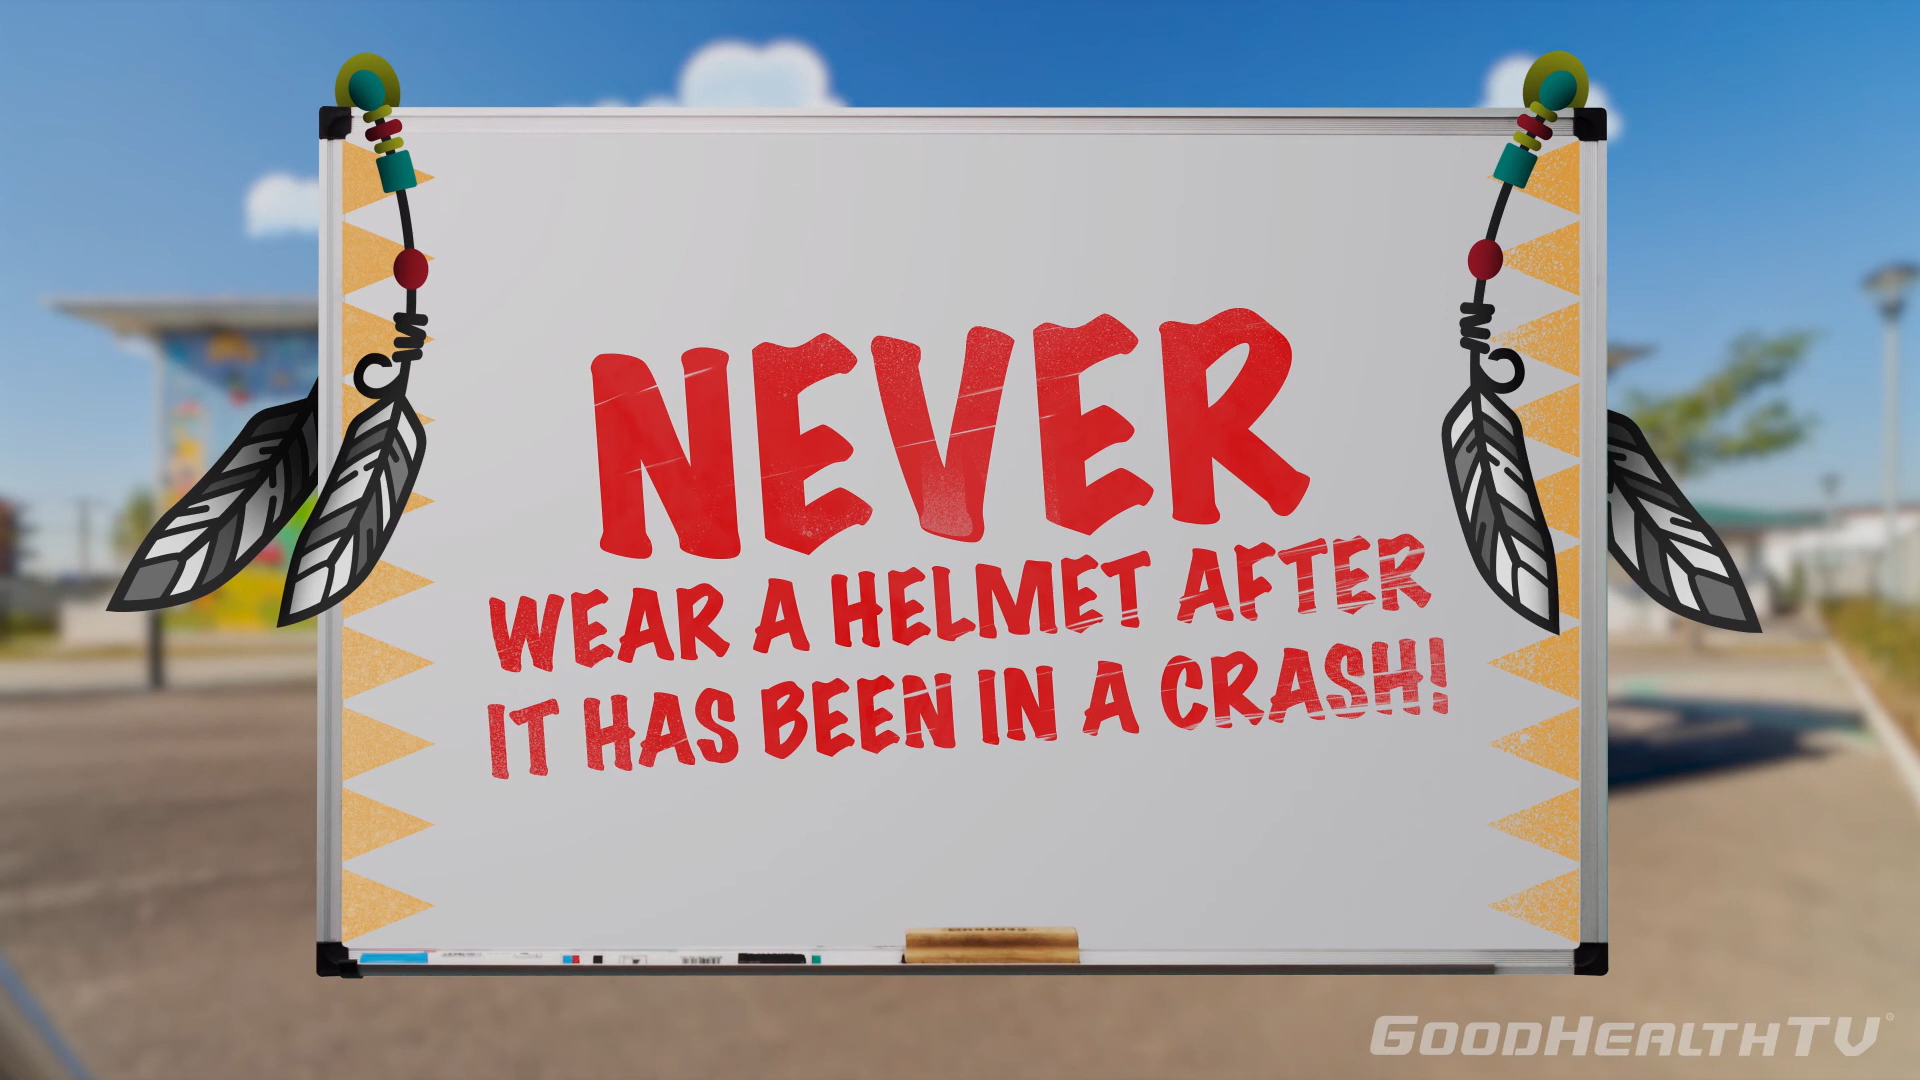 NEVER
WEAR A HELMET AFTER
IT HAS BEEN IN A CRASH!
GOODHEALTHTV®